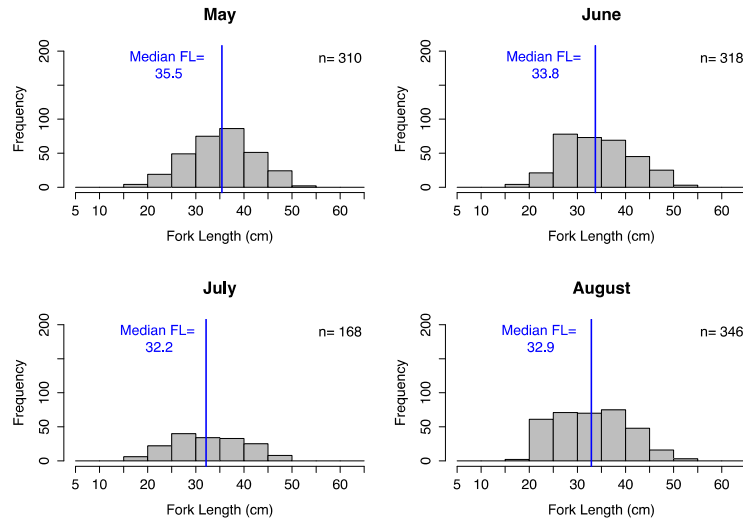 May
Median FL=
35.5
n= 310
Frequency
0 50 100 200
5 10 20 30 40 50 60
Fork Length (cm)
June
Median FL=
33.8
n= 318
Frequency
0 50 100 200
5 10 20 30 40 50 60
Fork Length (cm)
July
Median FL=
32.2
n= 168
Frequency
0 50 100 200
5 10 20 30 40 50 60
Fork Length (cm)
August
Median FL=
32.9
n= 346
Frequency
0 50 100 200
5 10 20 30 40 50 60
Fork Length (cm)